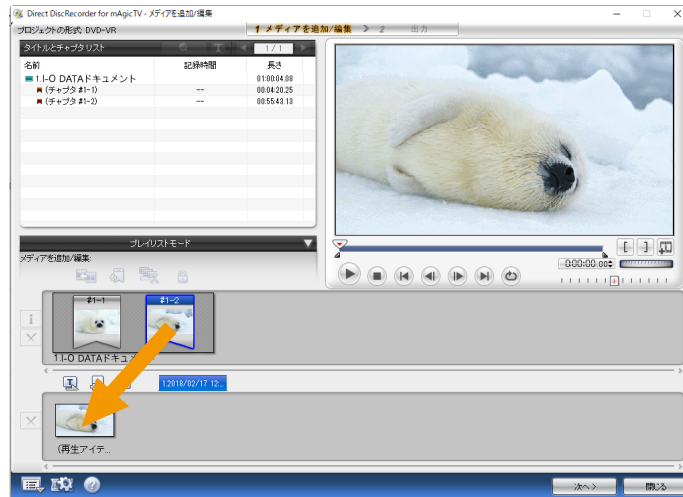 Direct DiscRecorder for mAgicTV - メディアを追加/編集
プロジェクトの形式: DVD-VR
1 メディアを追加/編集 > 2 出力
タイトルとチャプタリスト
T
1 / 1
名前 記録時間 長さ
1.I-O DATAドキュメント 01:00:04.08
(チャプタ #1-1) -- 00:04:20.25
(チャプタ #1-2) -- 00:55:43.13
プレイリストモード
メディアを追加/編集:
0:00:00.00
#1-1 #1-2
1.I-O DATAドキュメ
1.2018/02/17 12:...
(再生アイテ...
次へ > 閉じる